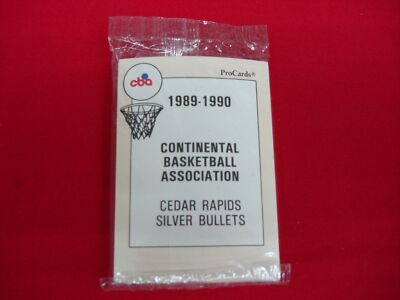 ProCards®
cba
1989-1990
CONTINENTAL
BASKETBALL
ASSOCIATION
CEDAR RAPIDS
SILVER BULLETS